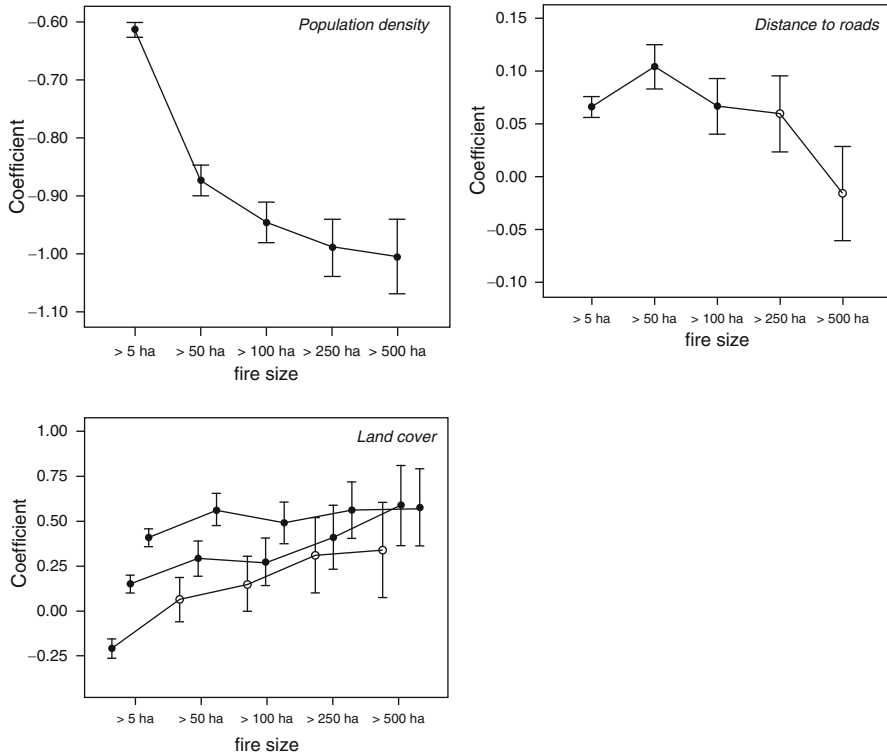 Population density
Coefficient
−0.60
−0.70
−0.80
−0.90
−1.00
−1.10
> 5 ha > 50 ha > 100 ha > 250 ha > 500 ha
fire size
Distance to roads
Coefficient
0.15
0.10
0.05
0.00
−0.05
−0.10
> 5 ha > 50 ha > 100 ha > 250 ha > 500 ha
fire size
Land cover
Coefficient
1.00
0.75
0.50
0.25
0.00
−0.25
> 5 ha > 50 ha > 100 ha > 250 ha > 500 ha
fire size